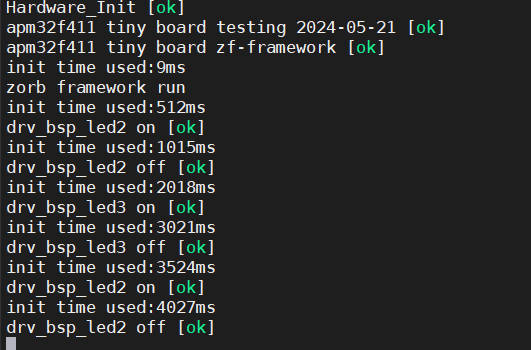 Hardware_Init [ok]
apm32f411 tiny board testing 2024-05-21 [ok]
apm32f411 tiny board zf-framework [ok]
init time used:9ms
zorb framework run
init time used:512ms
drv_bsp_led2 on [ok]
init time used:1015ms
drv_bsp_led2 off [ok]
init time used:2018ms
drv_bsp_led3 on [ok]
init time used:3021ms
drv_bsp_led3 off [ok]
init time used:3524ms
drv_bsp_led2 on [ok]
init time used:4027ms
drv_bsp_led2 off [ok]